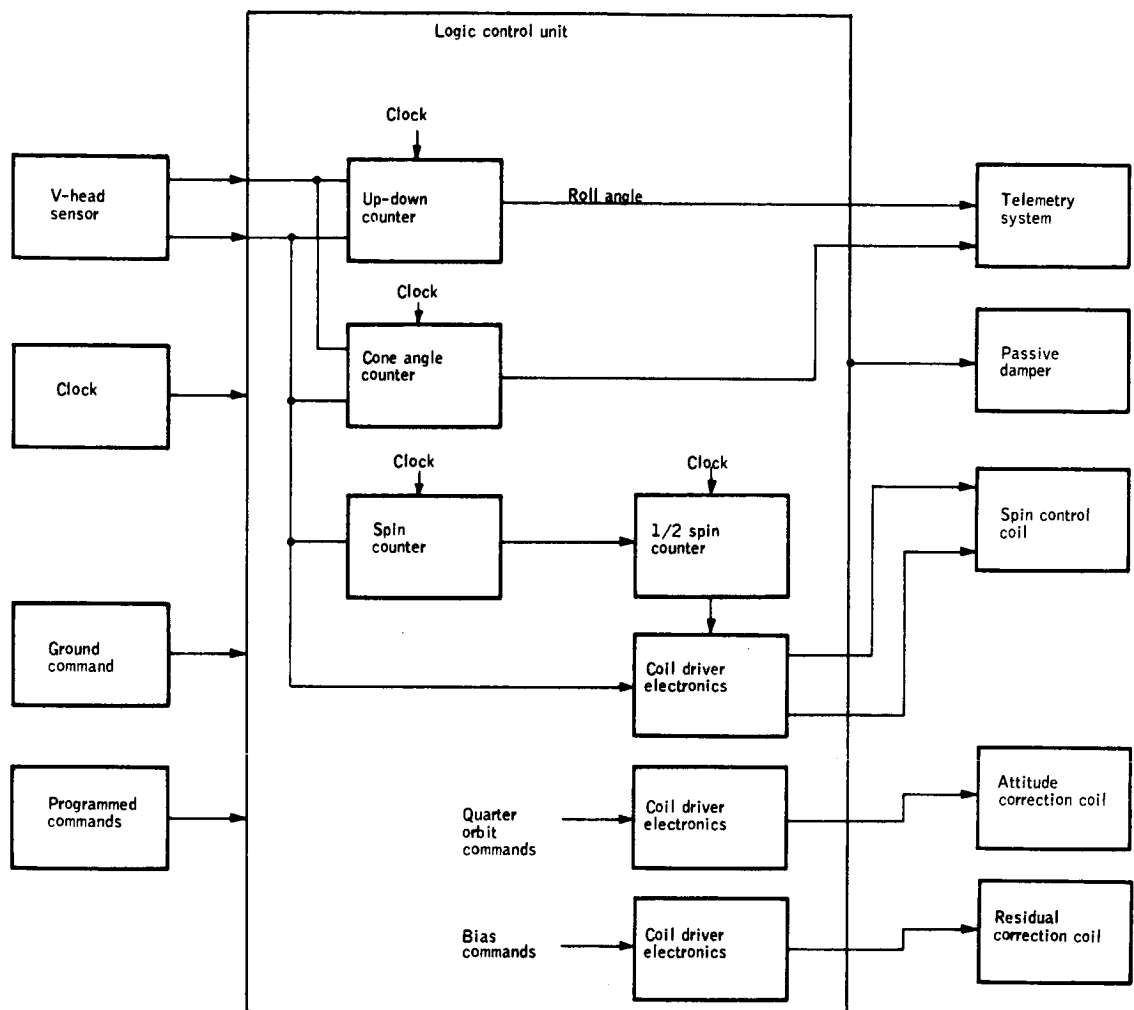 Logic control unit
Clock
V-head
sensor
Up-down
counter
Roll angle
Telemetry
system
Clock
Cone angle
counter
Clock
Passive
damper
Clock
Spin
counter
Clock
1/2 spin
counter
Spin control
coil
Ground
command
Coil driver
electronics
Programmed
commands
Quarter
orbit
commands
Coil driver
electronics
Attitude
correction coil
Bias
commands
Coil driver
electronics
Residual
correction coil